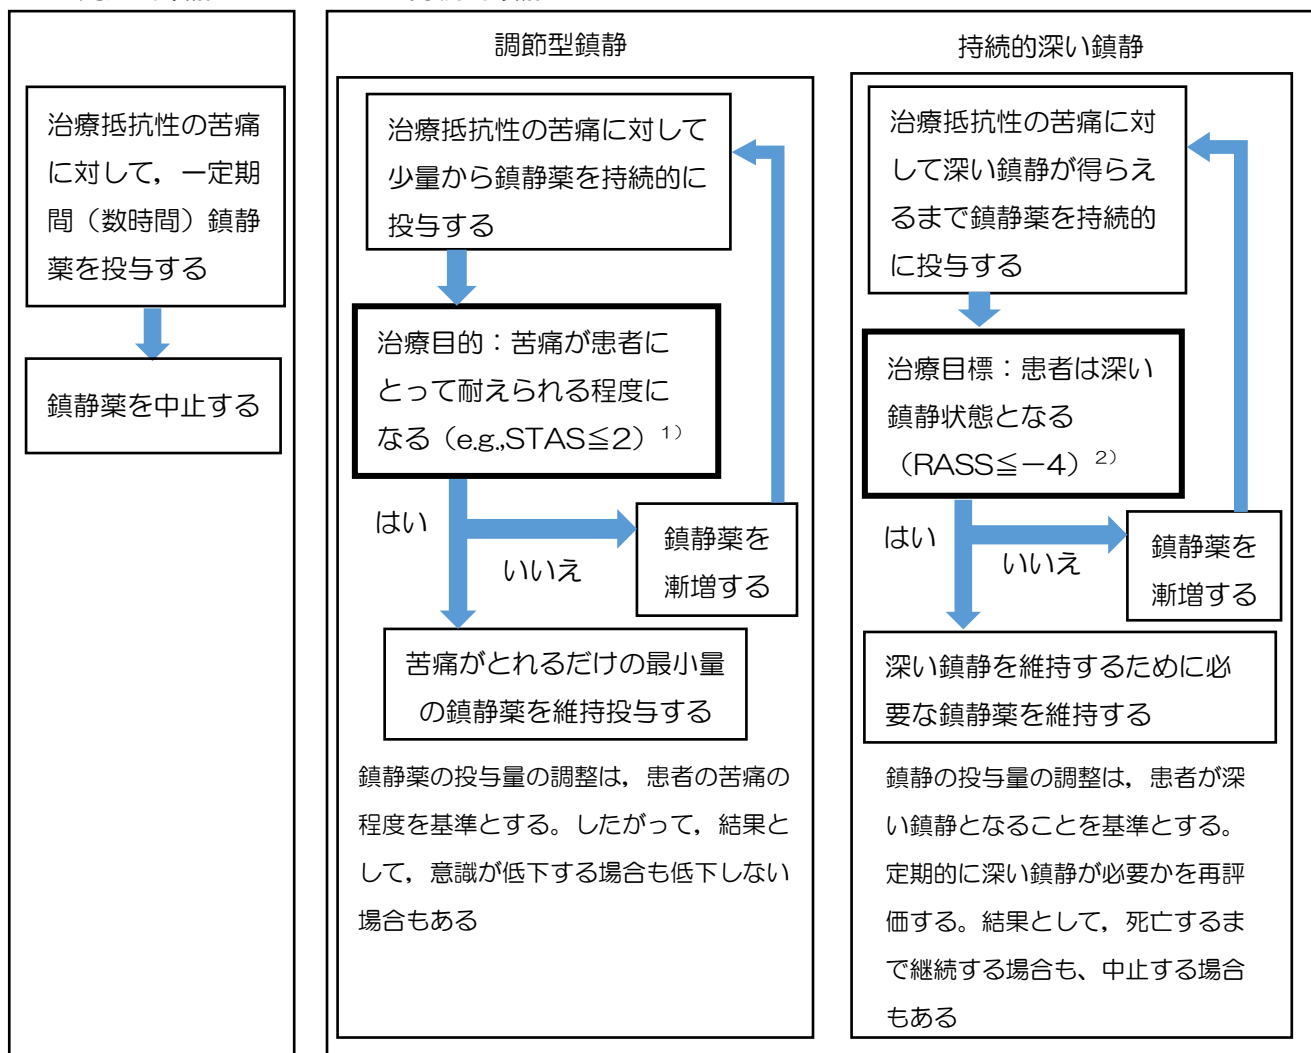 治療抵抗性の苦痛
に対して，一定期
間（数時間）鎮静
薬を投与する
鎮静薬を中止する
調節型鎮静
治療抵抗性の苦痛に対して
少量から鎮静薬を持続的に
投与する
治療目的：苦痛が患者に
とって耐えられる程度に
なる（e.g.,STAS≦2）1）
はい
いいえ
鎮静薬を
漸増する
苦痛がとれるだけの最小量
の鎮静薬を維持投与する
鎮静薬の投与量の調整は，患者の苦痛の
程度を基準とする。したがって，結果と
して，意識が低下する場合も低下しない
場合もある
持続的深い鎮静
治療抵抗性の苦痛に対
して深い鎮静が得らえ
るまで鎮静薬を持続的
に投与する
治療目標：患者は深い
鎮静状態となる
（RASS≦－4）2）
はい
いいえ
鎮静薬を
漸増する
深い鎮静を維持するために必
要な鎮静薬を維持する
鎮静の投与量の調整は，患者が深
い鎮静となることを基準とする。
定期的に深い鎮静が必要かを再評
価する。結果として，死亡するま
で継続する場合も、中止する場合
もある